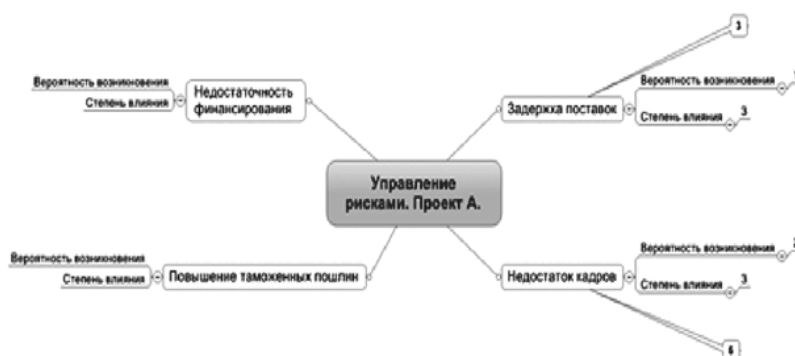 3
Вероятность возникновения
Степень влияния
Недостаточность
финансирования
Задержка поставок
Вероятность возникновения
Степень влияния
3
Управление
рисками. Проект А.
Вероятность возникновения
Степень влияния
Повышение таможенных пошлин
Недостаток кадров
Вероятность возникновения
2
Степень влияния
3
6